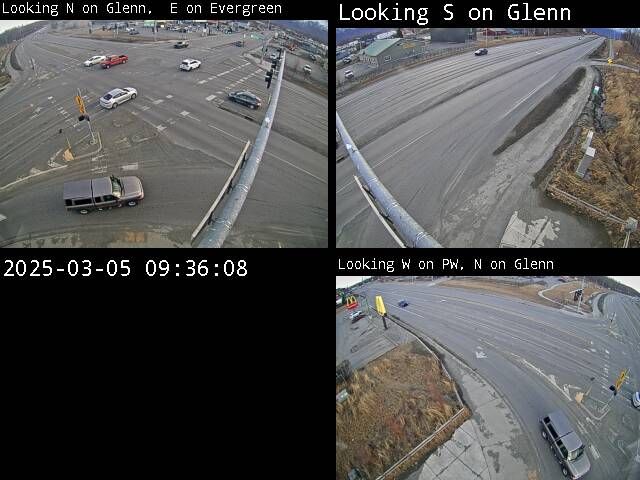 Looking N on Glenn,  E on Evergreen
Looking S on Glenn
2025-03-05 09:36:08
Looking W on PW, N on Glenn